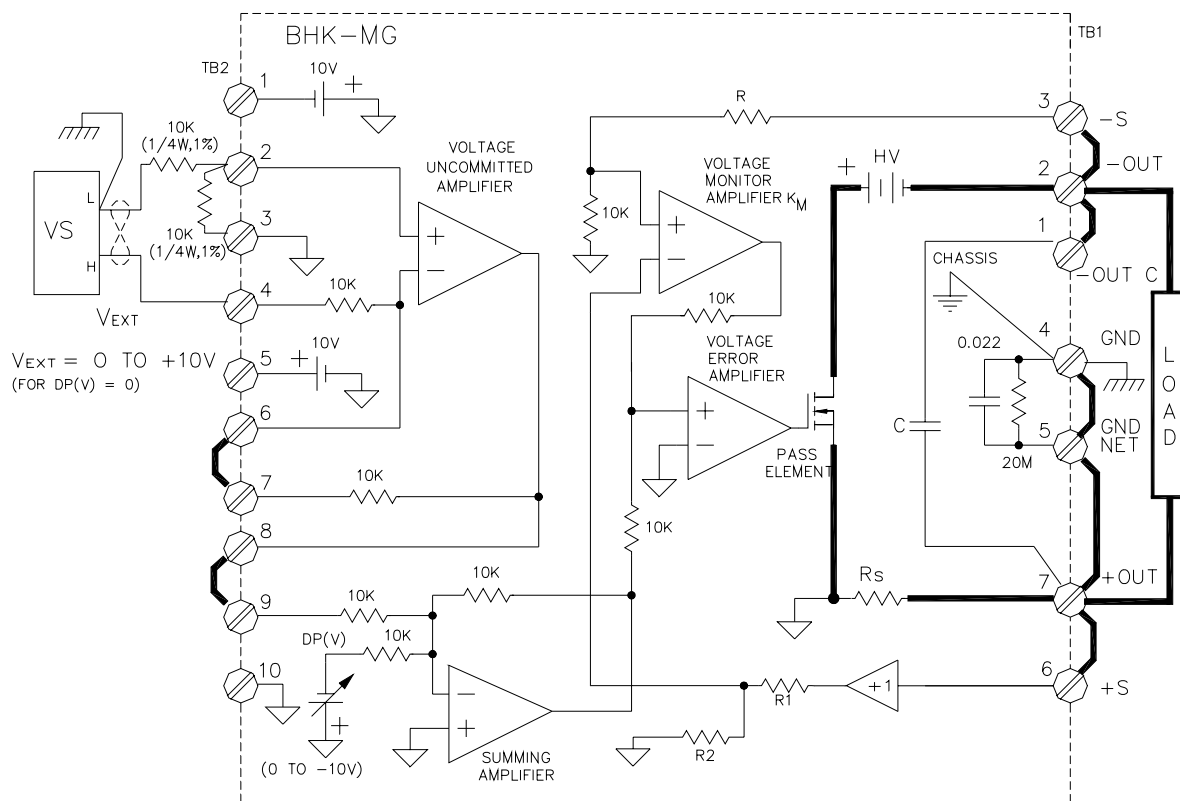 BHK-MG
TB1
TB2
1
10V
+
10K
(1/4W,1%)
2
VOLTAGE
UNCOMMITTED
AMPLIFIER
L
VS
H
3
10K
(1/4W,1%)
+
−
4
10K
VEXT
VEXT = 0 TO +10V
(FOR DP(V) = 0)
5
+
10V
6
7
10K
8
9
10K
10K
DP(V)
10K
10
+
(0 TO -10V)
−
+
SUMMING
AMPLIFIER
R
3
-S
10K
+
−
VOLTAGE
MONITOR
AMPLIFIER KM
+
HV
2
-OUT
1
-OUT C
10K
VOLTAGE
ERROR
AMPLIFIER
+
−
PASS
ELEMENT
10K
CHASSIS
4
GND
0.022
20M
5
GND
NET
C
LOAD
Rs
7
+OUT
6
+S
+1
R1
R2